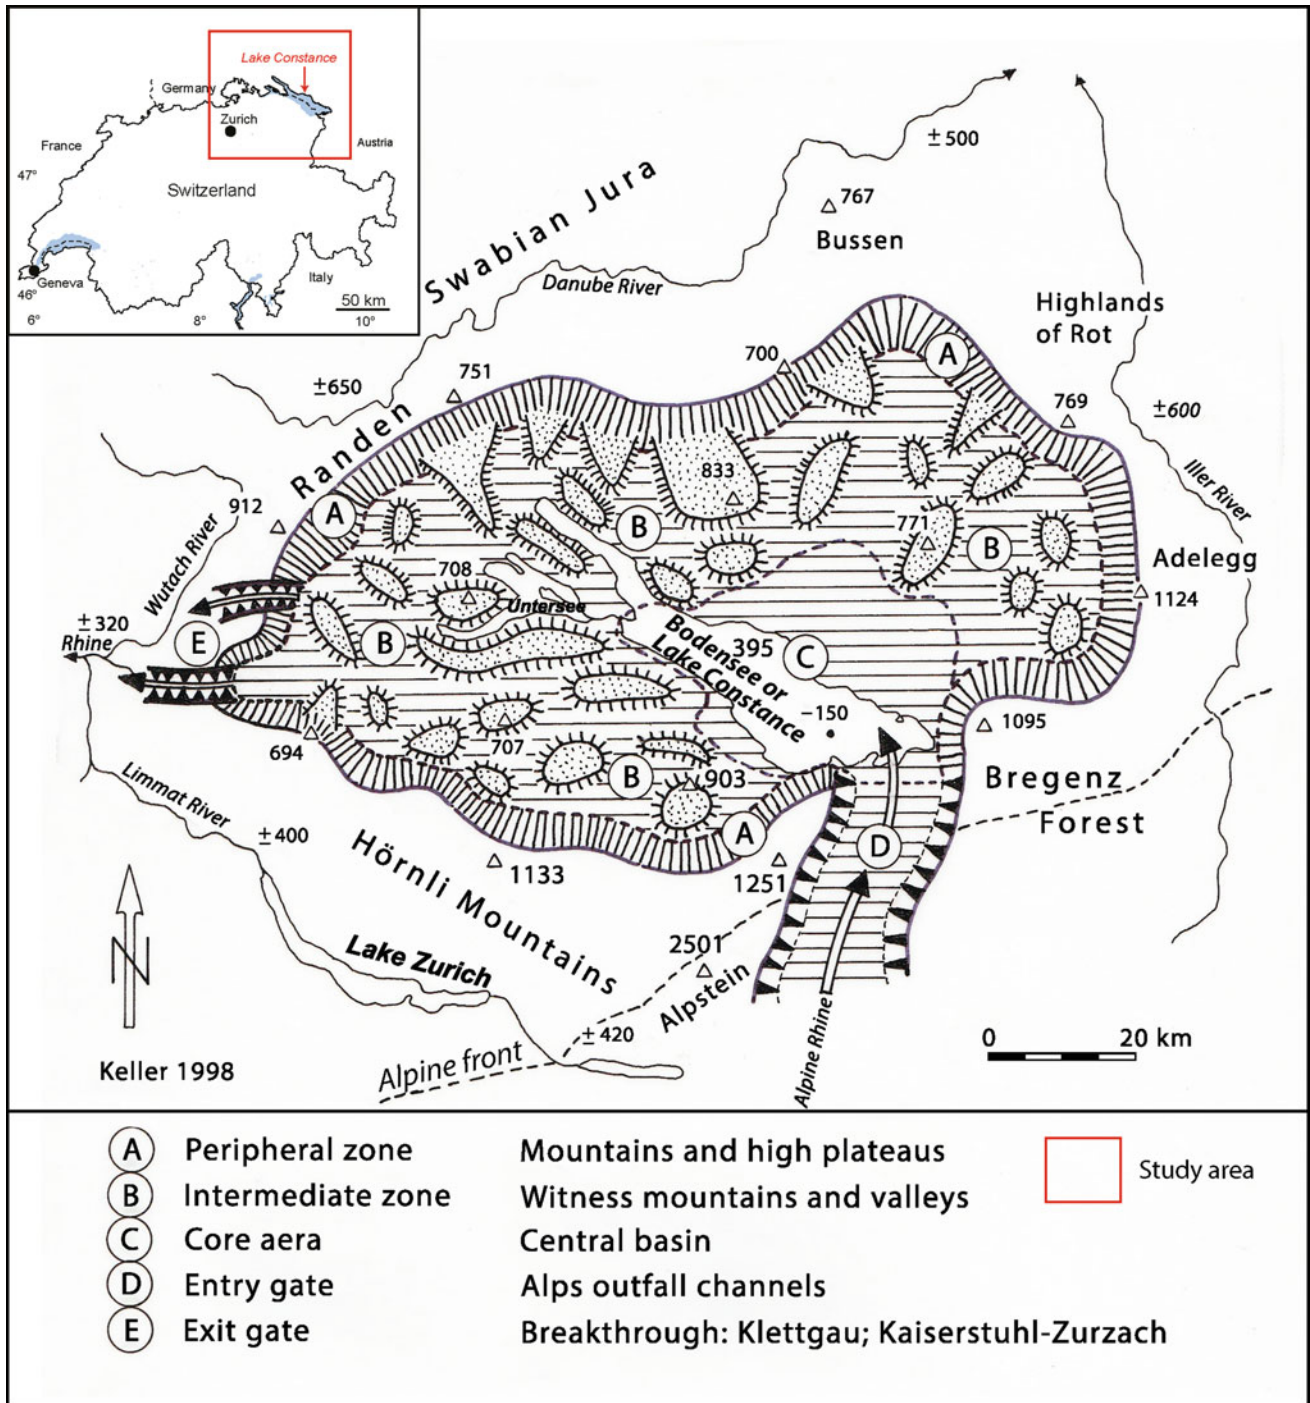 Lake Constance
Germany
Zurich
France
Austria
47°
Switzerland
Geneva
46°
Italy
50 km
6°
8°
10°
± 500
767
Bussen
Swabian Jura
Danube River
Highlands
of Rot
700
A
751
±650
769
±600
Randen
833
912
A
B
771
B
Iller River
Wutach River
708
Adelegg
Untersee
1124
±320
Rhine
E
B
Bodensee or
Lake Constance
395
C
–150
1095
694
707
B
903
Bregenz
Forest
Limmat River
±400
A
D
Hörnli Mountains
1133
1251
N
2501
Lake Zurich
Alpstein
±420
Alpine Rhine
0 20 km
Keller 1998
Alpine front
A Peripheral zone Mountains and high plateaus Study area
B Intermediate zone Witness mountains and valleys
C Core aera Central basin
D Entry gate Alps outfall channels
E Exit gate Breakthrough: Klettgau; Kaiserstuhl-Zurzach